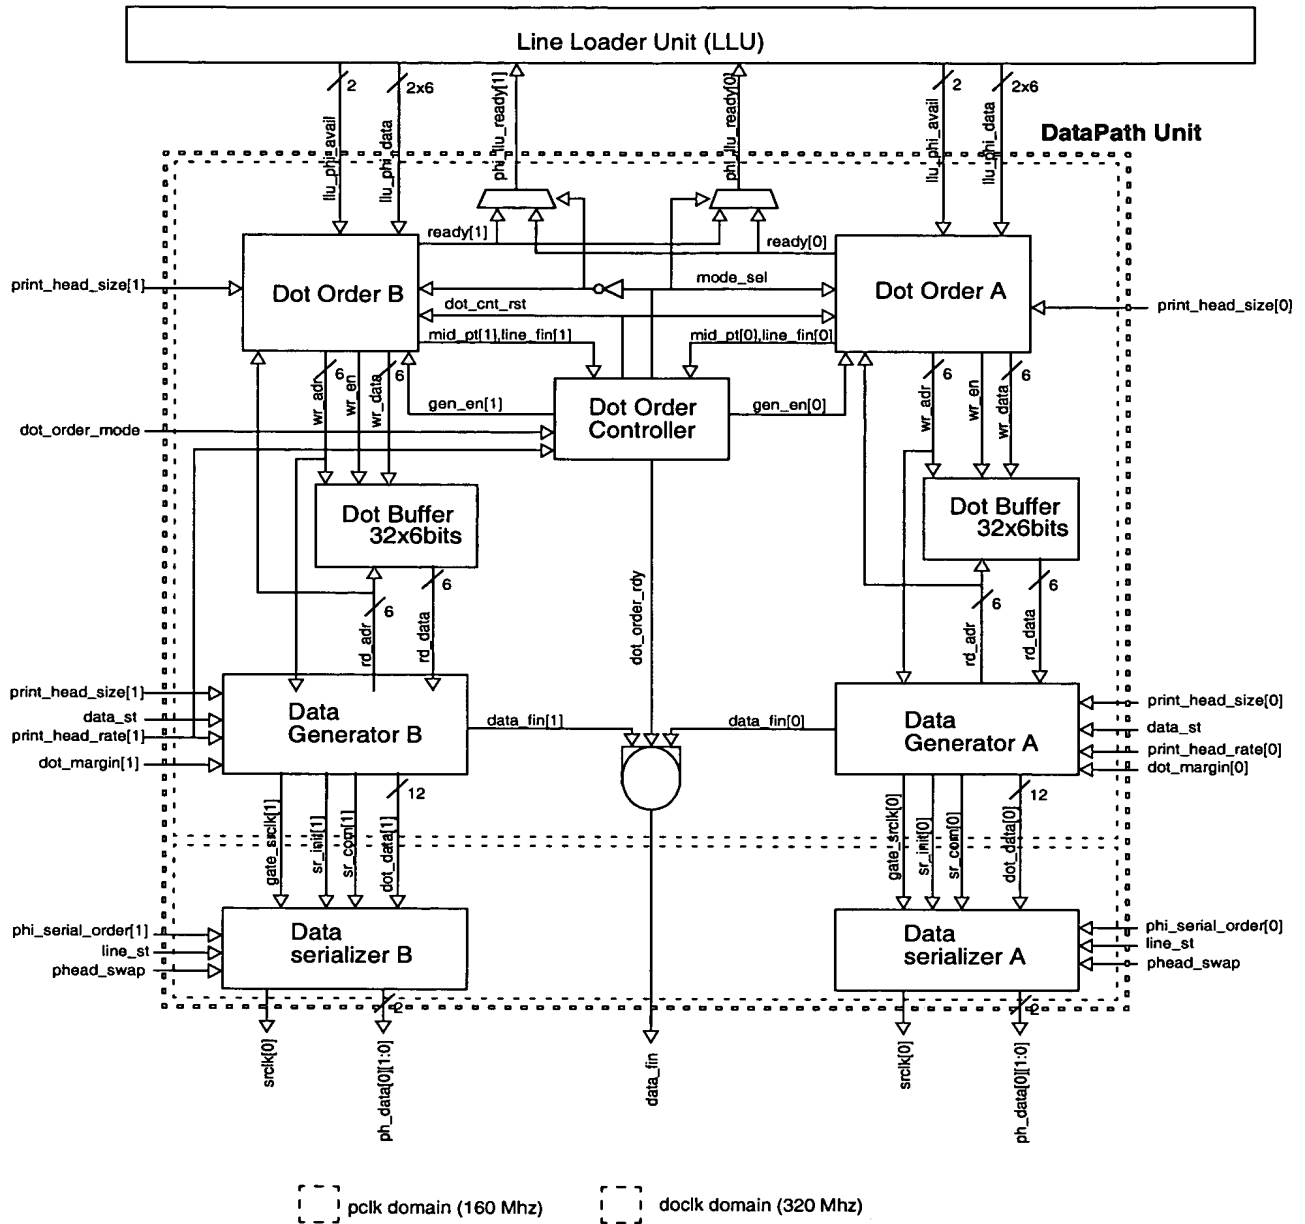 Line Loader Unit (LLU)
2
2x6
2
2x6
llu_phi_avail
llu_phi_data
phi_llu_ready[1]
phi_llu_ready[0]
llu_phi_avail
llu_phi_data
DataPath Unit
ready[1]
ready[0]
print_head_size[1]
Dot Order B
mode_sel
Dot Order A
dot_cnt_rst
print_head_size[0]
mid_pt[1],line_fin[1]
mid_pt[0],line_fin[0]
6
6
6
6
wr_adr
wr_en
wr_data
gen_en[1]
Dot Order
Controller
gen_en[0]
wr_adr
wr_en
wr_data
dot_order_mode
Dot Buffer
32x6bits
Dot Buffer
32x6bits
6
6
6
6
rd_adr
rd_data
dot_order_rdy
rd_adr
rd_data
print_head_size[1]
data_st
print_head_rate[1]
dot_margin[1]
Data
Generator B
data_fin[1]
data_fin[0]
Data
Generator A
print_head_size[0]
data_st
print_head_rate[0]
dot_margin[0]
12
12
gate_srclk[1]
sr_init[1]
sr_com[1]
dot_data[1]
gate_srclk[0]
sr_init[0]
sr_com[0]
dot_data[0]
phi_serial_order[1]
line_st
phead_swap
Data
serializer B
Data
serializer A
phi_serial_order[0]
line_st
phead_swap
2
2
srclk[0]
ph_data[0][1:0]
data_fin
srclk[0]
ph_data[0][1:0]
pclk domain (160 Mhz)
doclk domain (320 Mhz)